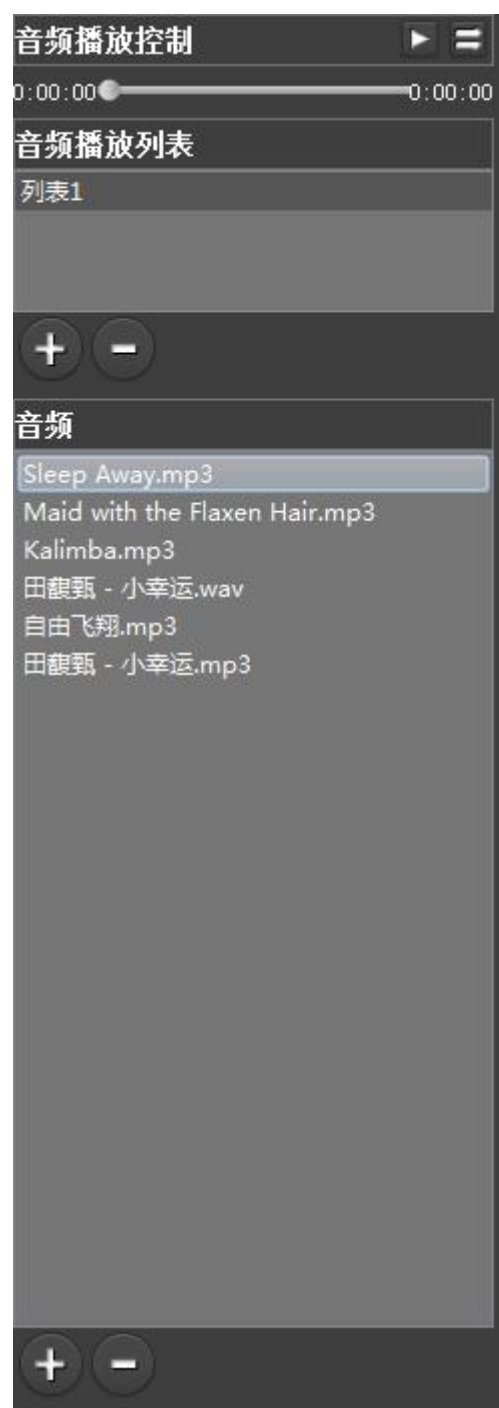 音频播放控制
0:00:00 0:00:00
音频播放列表
列表1
音频
Sleep Away.mp3
Maid with the Flaxen Hair.mp3
Kalimba.mp3
田馥甄 - 小幸运.wav
自由飞翔.mp3
田馥甄 - 小幸运.mp3